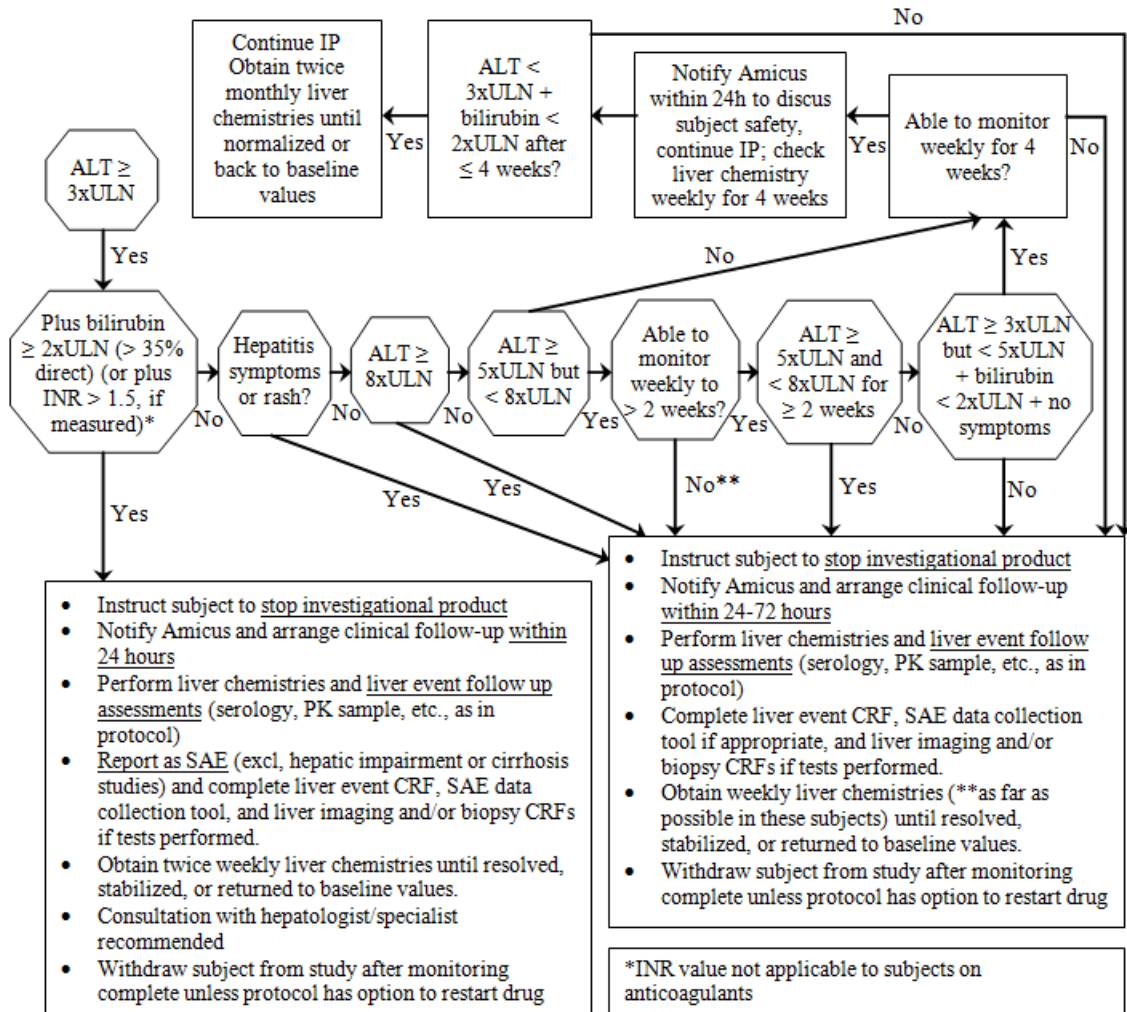 No
Continue IP
Obtain twice
monthly liver
chemistries until
normalized or
back to baseline
values
Yes
ALT <
3xULN +
bilirubin <
2xULN after
≤ 4 weeks?
Notify Amicus
within 24h to discus
subject safety,
continue IP; check
liver chemistry
weekly for 4 weeks
Yes
Able to monitor
weekly for 4
weeks?
No
ALT ≥
3xULN
Yes
No
Yes
Plus bilirubin
≥ 2xULN (> 35%
direct) (or plus
INR > 1.5, if
measured)*
No
Hepatitis
symptoms
or rash?
No
ALT ≥
8xULN
No
ALT ≥
5xULN but
< 8xULN
Yes
Able to
monitor
weekly to
> 2 weeks?
Yes
ALT ≥
5xULN and
< 8xULN for
≥ 2 weeks
No
ALT ≥ 3xULN
but < 5xULN
+ bilirubin
< 2xULN + no
symptoms
Yes
Yes
Yes
No**
Yes
No
• Instruct subject to stop investigational product
• Notify Amicus and arrange clinical follow-up within
24 hours
• Perform liver chemistries and liver event follow up
assessments (serology, PK sample, etc., as in
protocol)
• Report as SAE (excl, hepatic impairment or cirrhosis
studies) and complete liver event CRF, SAE data
collection tool, and liver imaging and/or biopsy CRFs
if tests performed.
• Obtain twice weekly liver chemistries until resolved,
stabilized, or returned to baseline values.
• Consultation with hepatologist/specialist
recommended
• Withdraw subject from study after monitoring
complete unless protocol has option to restart drug
• Instruct subject to stop investigational product
• Notify Amicus and arrange clinical follow-up
within 24-72 hours
• Perform liver chemistries and liver event follow
up assessments (serology, PK sample, etc., as in
protocol)
• Complete liver event CRF, SAE data collection
tool if appropriate, and liver imaging and/or
biopsy CRFs if tests performed.
• Obtain weekly liver chemistries (**as far as
possible in these subjects) until resolved,
stabilized, or returned to baseline values.
• Withdraw subject from study after monitoring
complete unless protocol has option to restart drug
*INR value not applicable to subjects on
anticoagulants